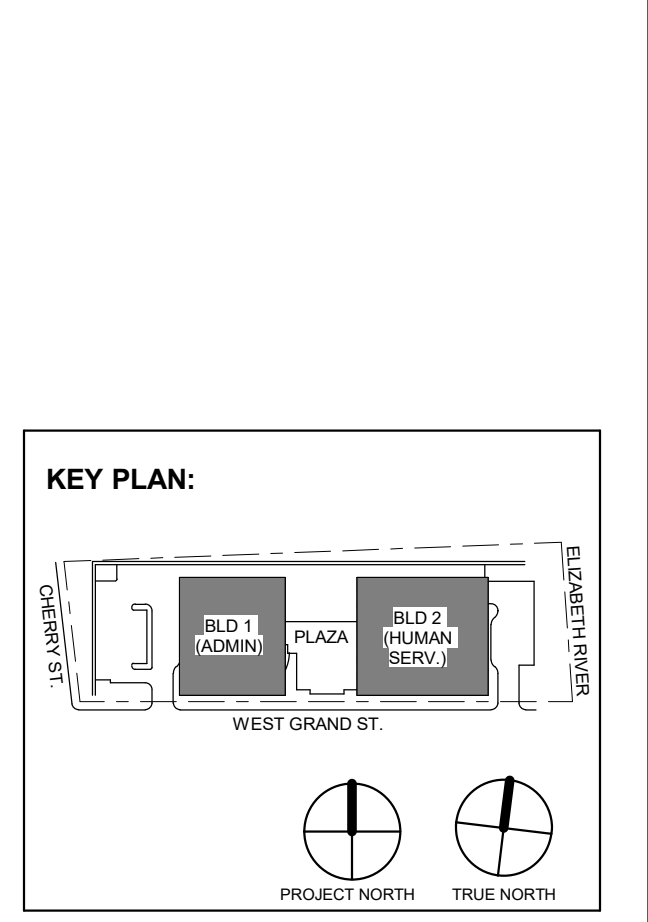 KEY PLAN:
CHERRY ST.
BLD 1
(ADMIN)
PLAZA
BLD 2
(HUMAN
SERV.)
ELIZABETH RIVER
WEST GRAND ST.
PROJECT NORTH
TRUE NORTH